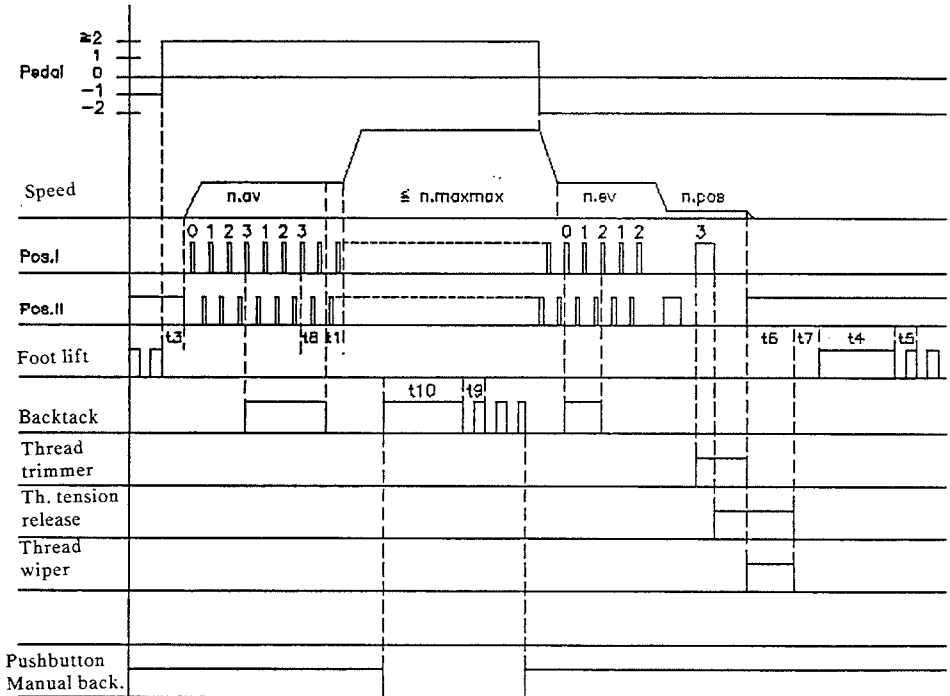 ≧2
1
Pedal 0
-1
-2
Speed n.av ≦ n.maxmax n.ev n.pos
0 1 2 3 1 2 3 0 1 2 1 2 3
Pos.I
Pos.II
t3 t8 t1 t6 t7 t4 t5
Foot lift
t10 t9
Backtack
Thread
trimmer
Th. tension
release
Thread
wiper
Pushbutton
Manual back.